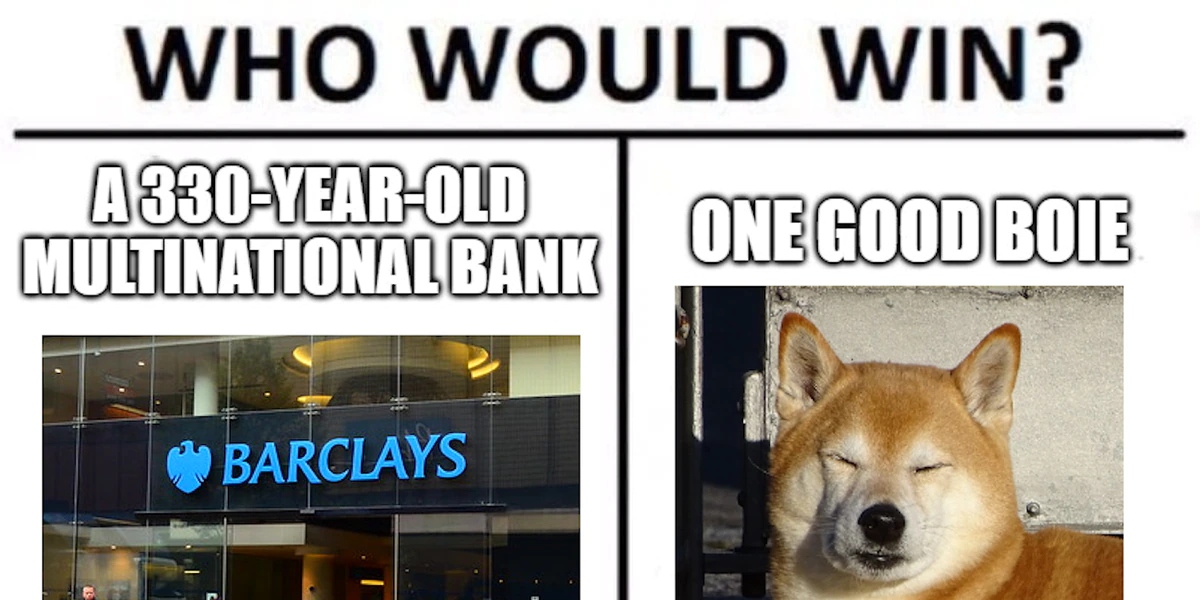 WHO WOULD WIN?
A 330-YEAR-OLD
MULTINATIONAL BANK
ONE GOOD BOIE
BARCLAYS